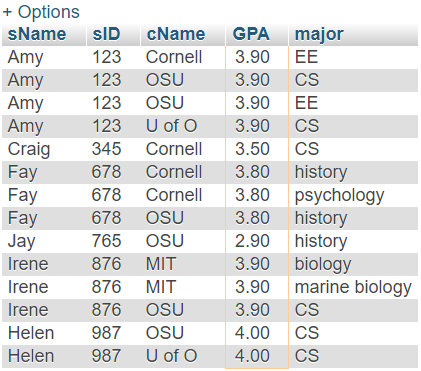 + Options
sName sID cName GPA major
Amy 123 Cornell 3.90 EE
Amy 123 OSU 3.90 CS
Amy 123 OSU 3.90 EE
Amy 123 U of O 3.90 CS
Craig 345 Cornell 3.50 CS
Fay 678 Cornell 3.80 history
Fay 678 Cornell 3.80 psychology
Fay 678 OSU 3.80 history
Jay 765 OSU 2.90 history
Irene 876 MIT 3.90 biology
Irene 876 MIT 3.90 marine biology
Irene 876 OSU 3.90 CS
Helen 987 OSU 4.00 CS
Helen 987 U of O 4.00 CS